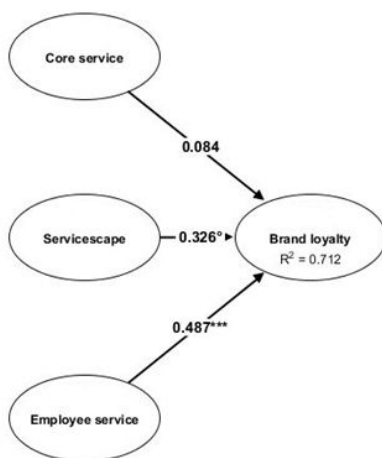 Core service
0.084
Servicescape
0.326°
Brand loyalty
R² = 0.712
0.487***
Employee service